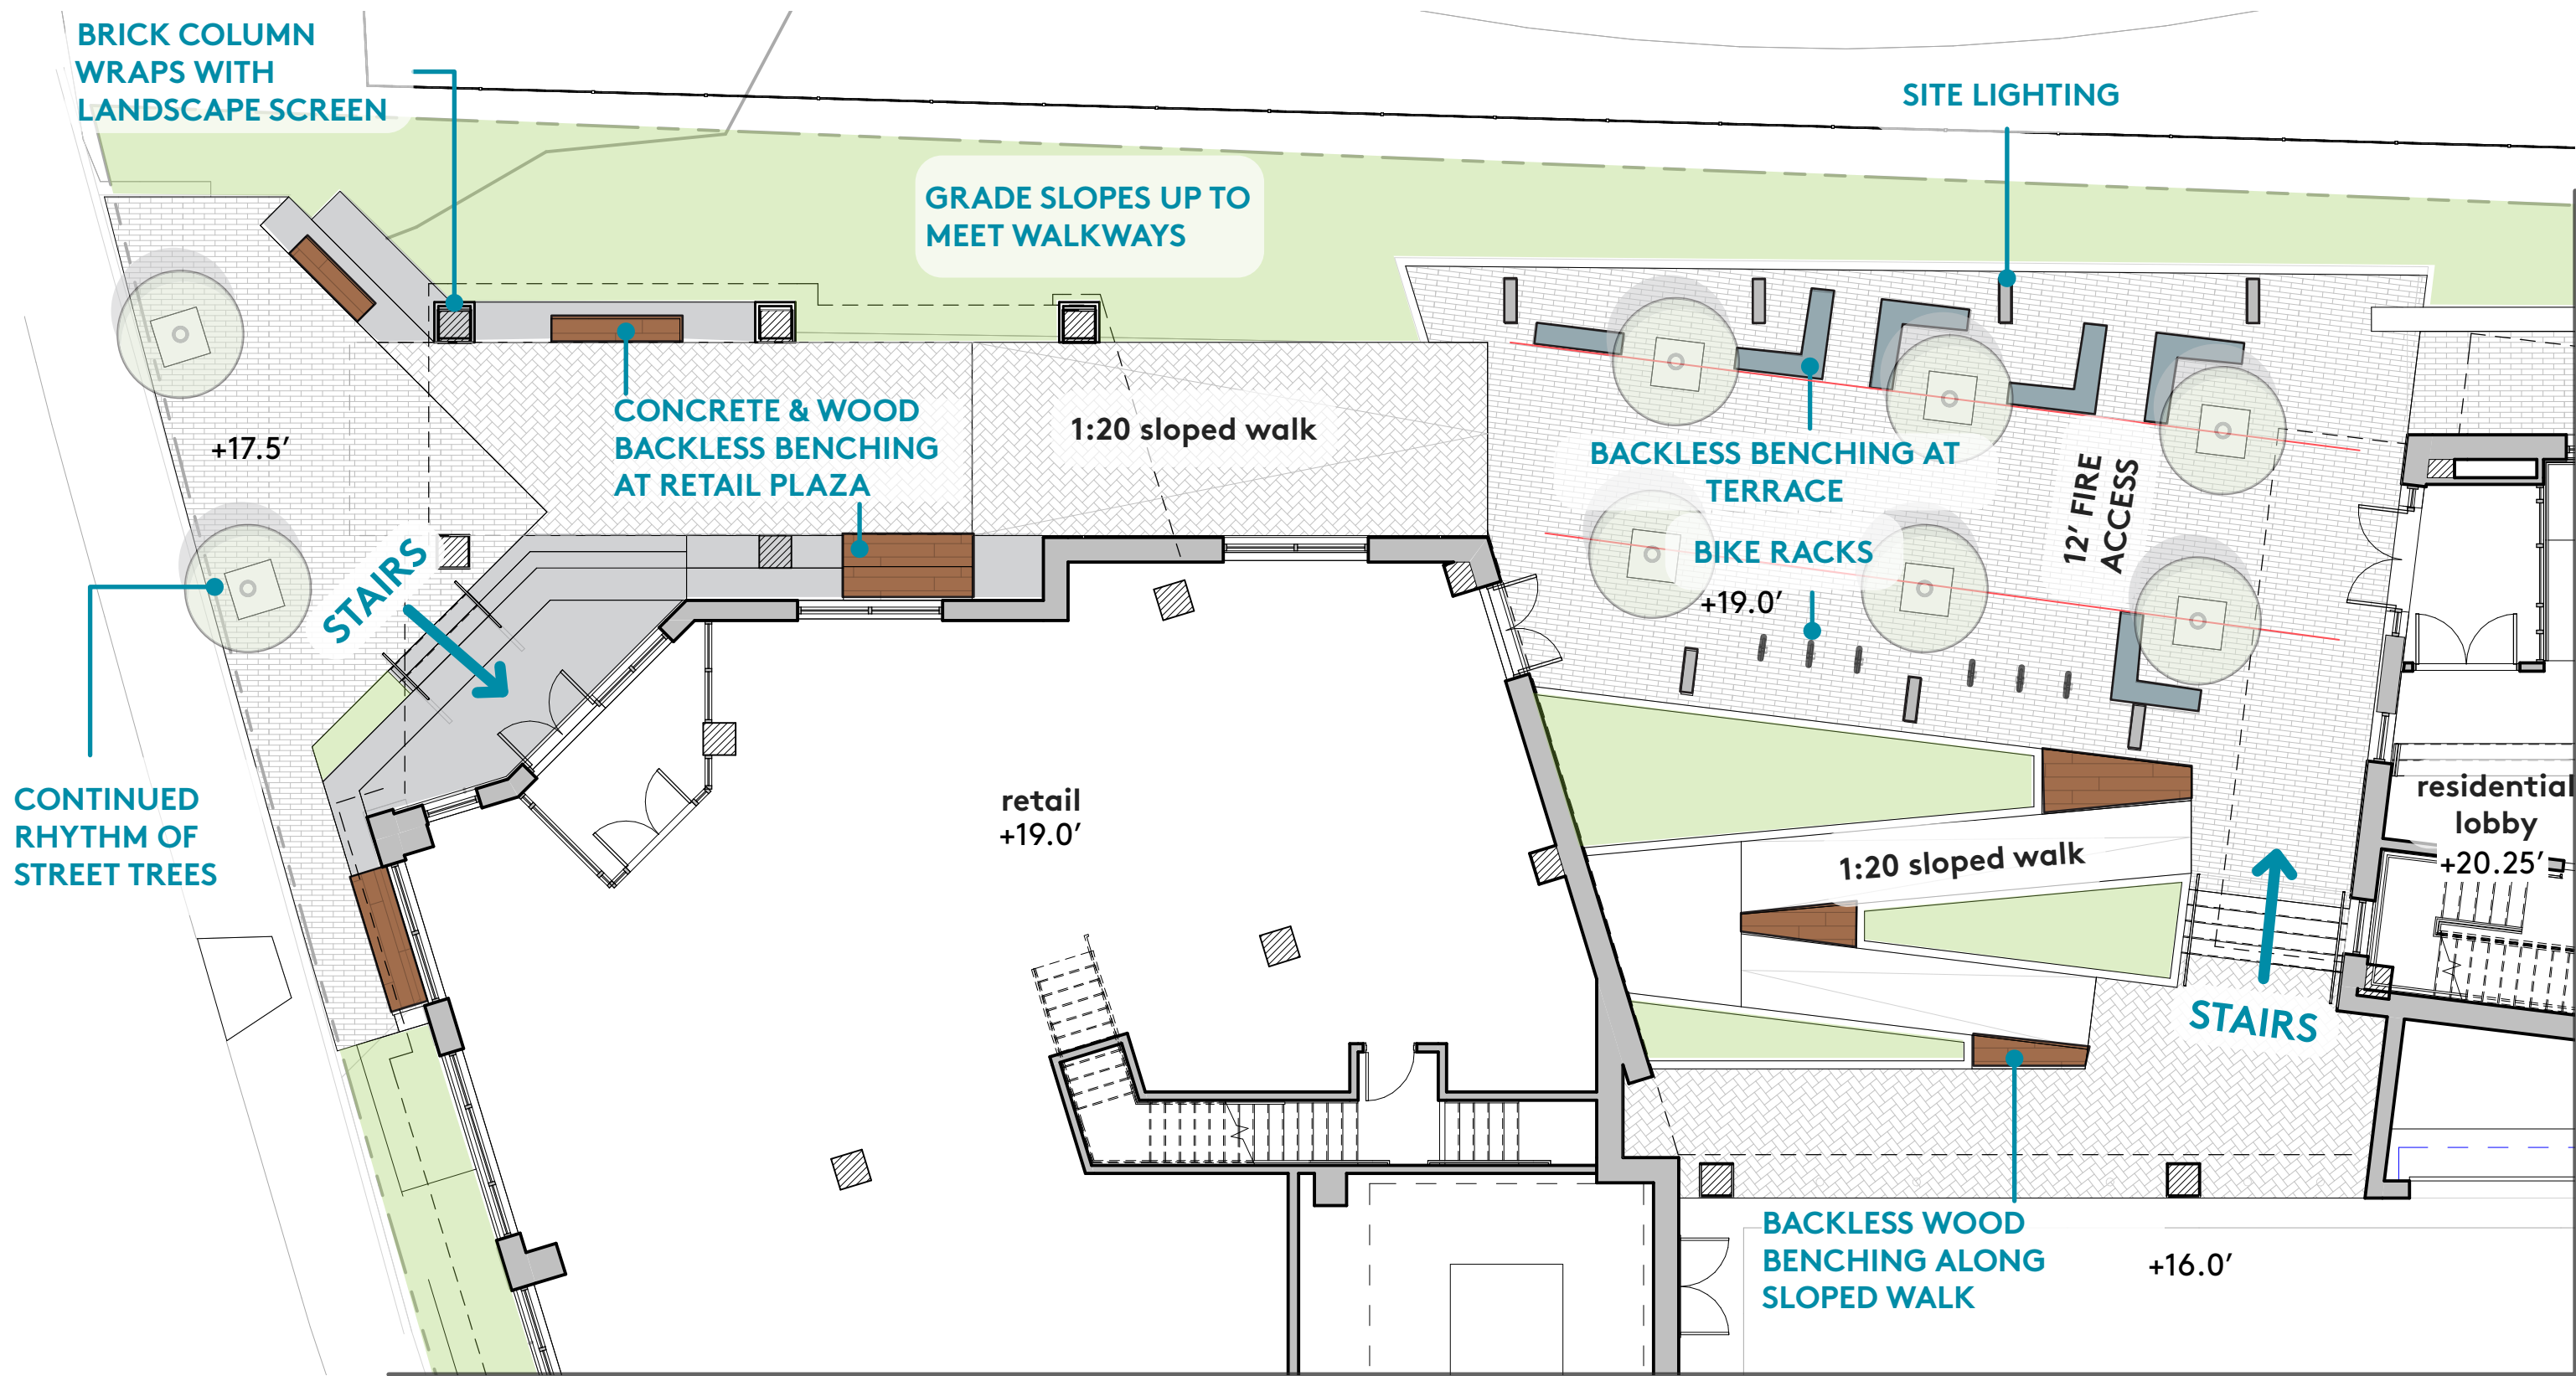 BRICK COLUMN
WRAPS WITH
LANDSCAPE SCREEN
SITE LIGHTING
GRADE SLOPES UP TO
MEET WALKWAYS
CONCRETE & WOOD
BACKLESS BENCHING
AT RETAIL PLAZA
1:20 sloped walk
+17.5’
STAIRS
BACKLESS BENCHING AT
TERRACE
12’ FIRE
ACCESS
BIKE RACKS
+19.0’
CONTINUED
RHYTHM OF
STREET TREES
retail
+19.0’
1:20 sloped walk
residential
lobby
+20.25’
STAIRS
BACKLESS WOOD
BENCHING ALONG
SLOPED WALK
+16.0’